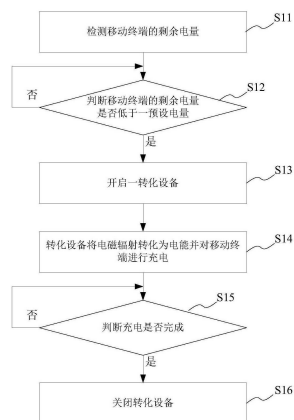 检测移动终端的剩余电量
S11
否
判断移动终端的剩余电量
是否低于一预设电量
S12
是
开启一转化设备
S13
转化设备将电磁辐射转化为电能并对移动终
端进行充电
S14
否
判断充电是否完成
S15
是
关闭转化设备
S16